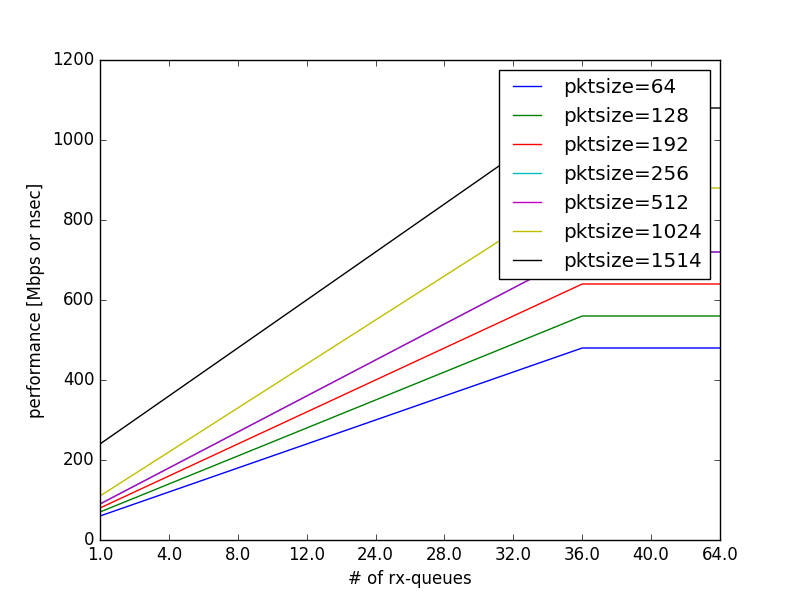 1200
1000
800
600
400
200
0
performance [Mbps or nsec]
pktsize=64
pktsize=128
pktsize=192
pktsize=256
pktsize=512
pktsize=1024
pktsize=1514
1.0 4.0 8.0 12.0 24.0 28.0 32.0 36.0 40.0 64.0
# of rx-queues